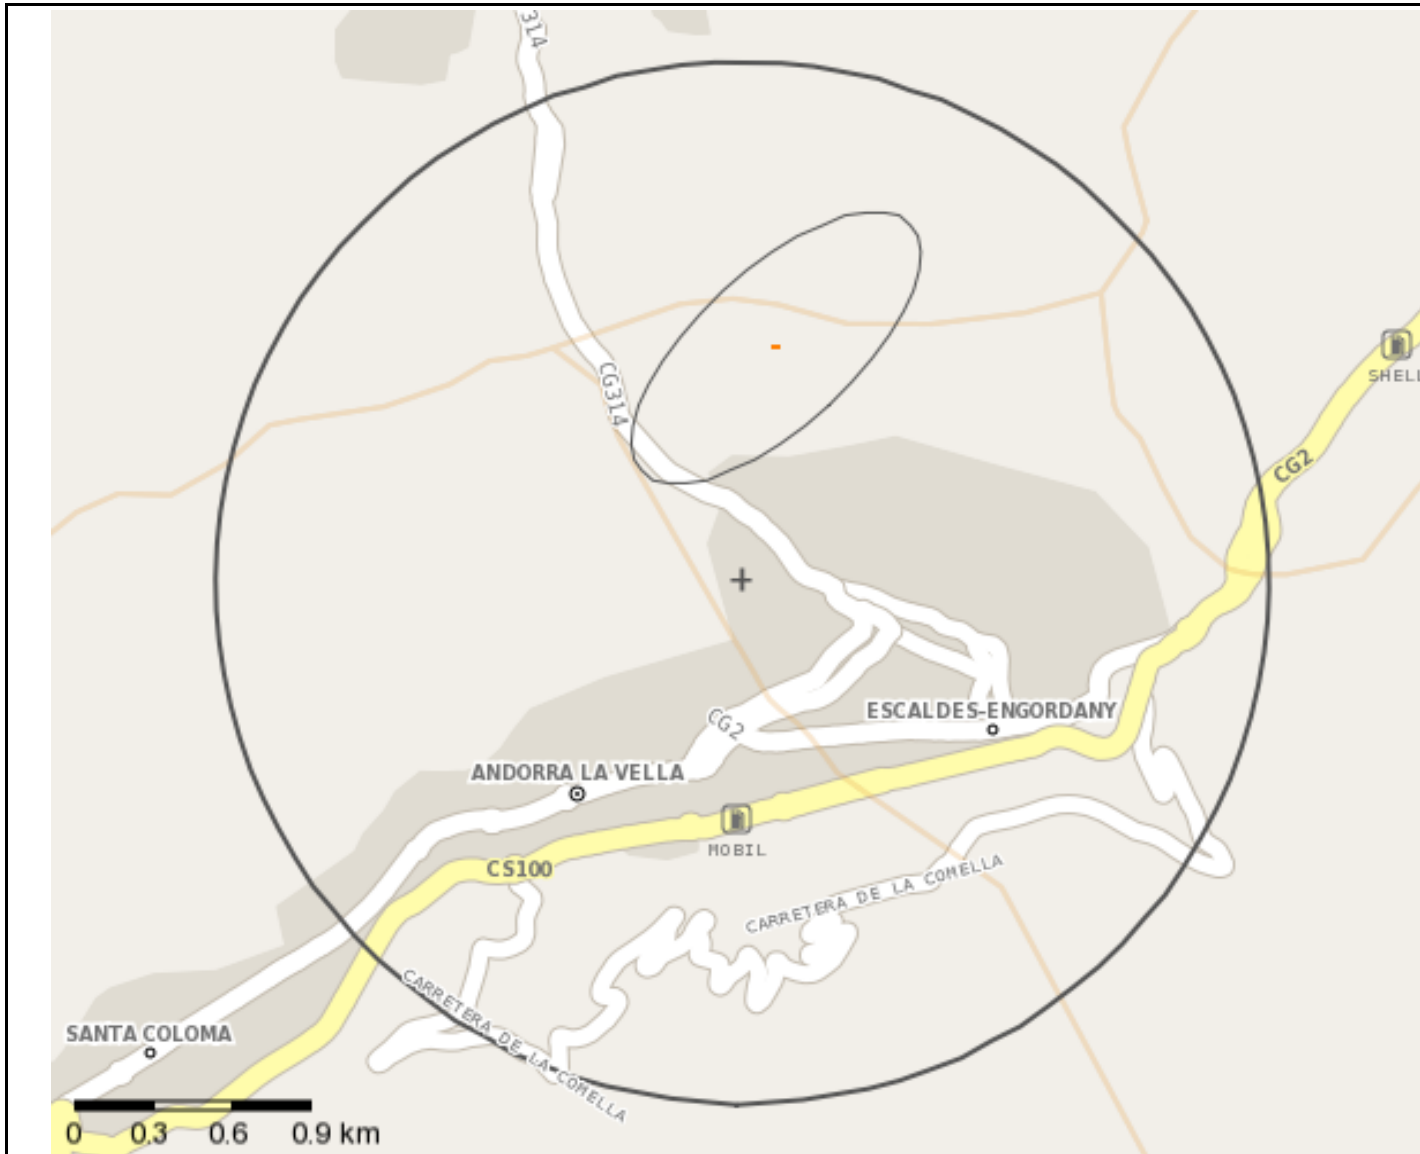 314
CG314
SHELL
CG2
ESCALDES-ENGORDANY
CG2
ANDORRA LA VELLA
MOBIL
CS100
CARRETERA DE LA COMELLA
CARRETERA DE LA COMELLA
SANTA COLOMA
0 0.3 0.6 0.9 km